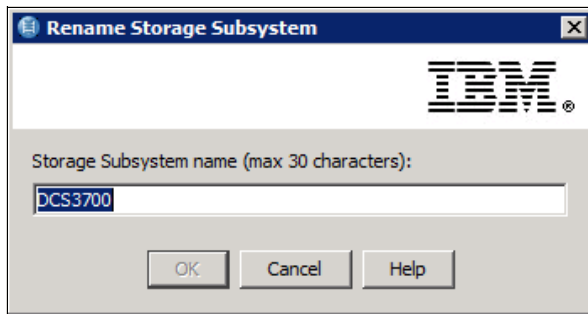 Rename Storage Subsystem
IBM®
Storage Subsystem name (max 30 characters):
DCS3700
OK Cancel Help